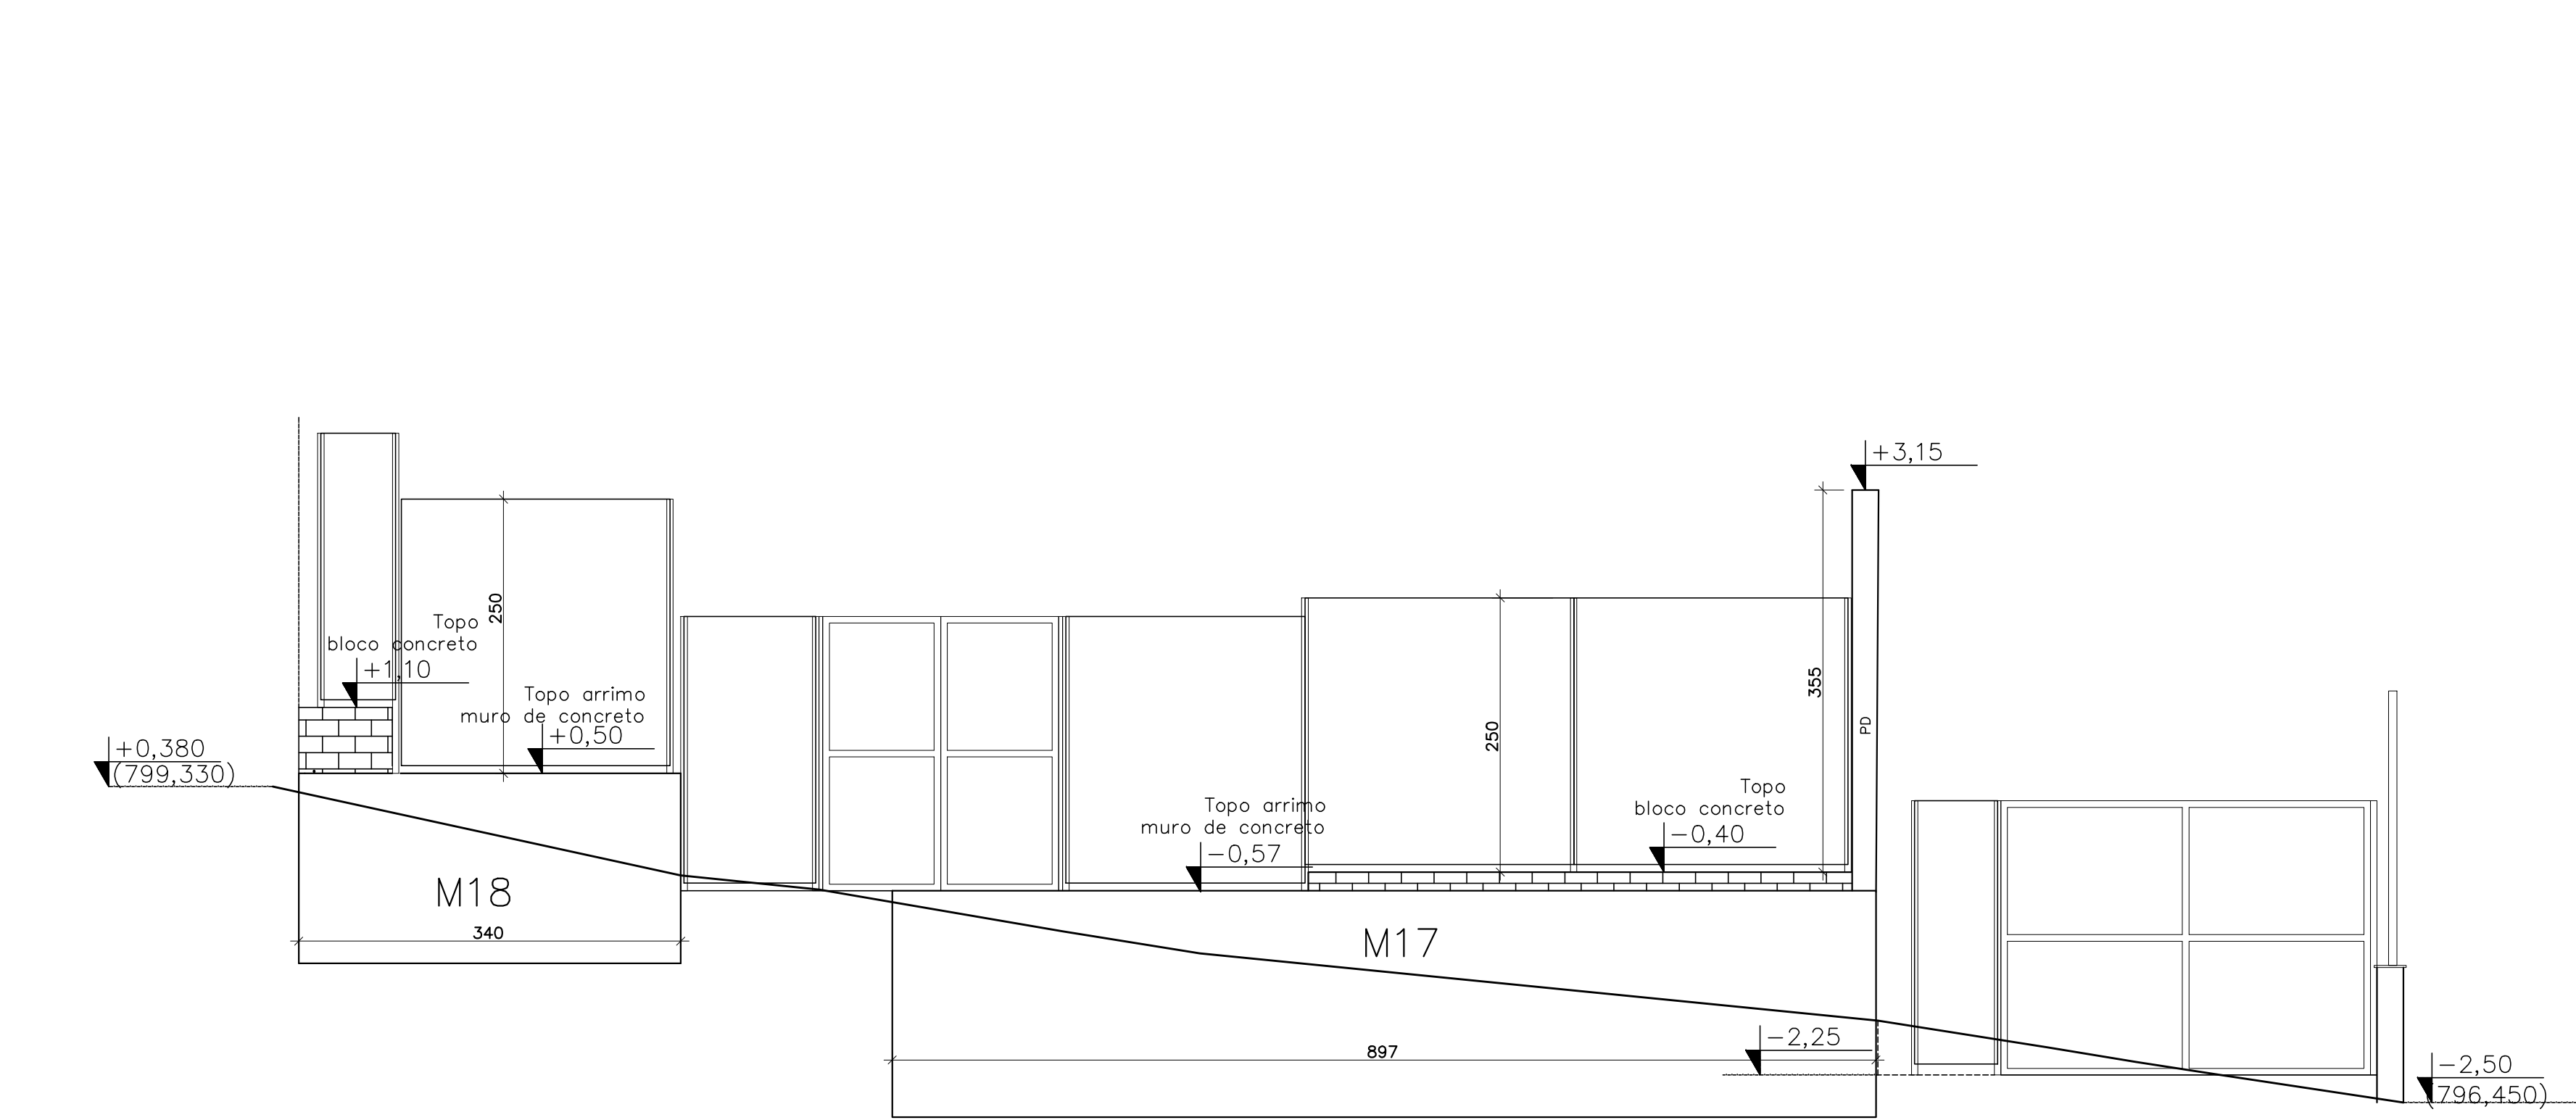 +3,15
250
Topo
bloco concreto
+1,10
Topo arrimo
muro de concreto
+0,50
355
250
PD
+0,380
(799,330)
Topo
bloco concreto
-0,40
Topo arrimo
muro de concreto
-0,57
M18
340
M17
897
-2,25
-2,50
(796,450)